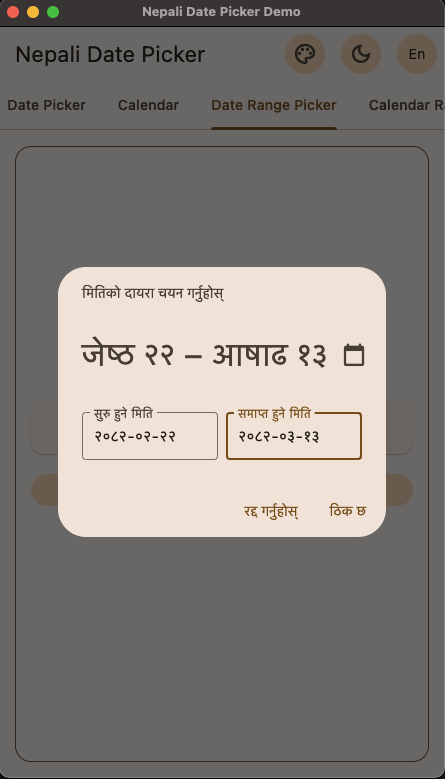 Nepali Date Picker Demo
Nepali Date Picker
En
Date Picker Calendar Date Range Picker Calendar Ra
मितिको दायरा चयन गर्नुहोस्
जेष्ठ २२ – आषाढ १३
सुरु हुने मिति समाप्त हुने मिति
२०८२-०२-२२ २०८२-०३-१३
रद्द गर्नुहोस् ठिक छ